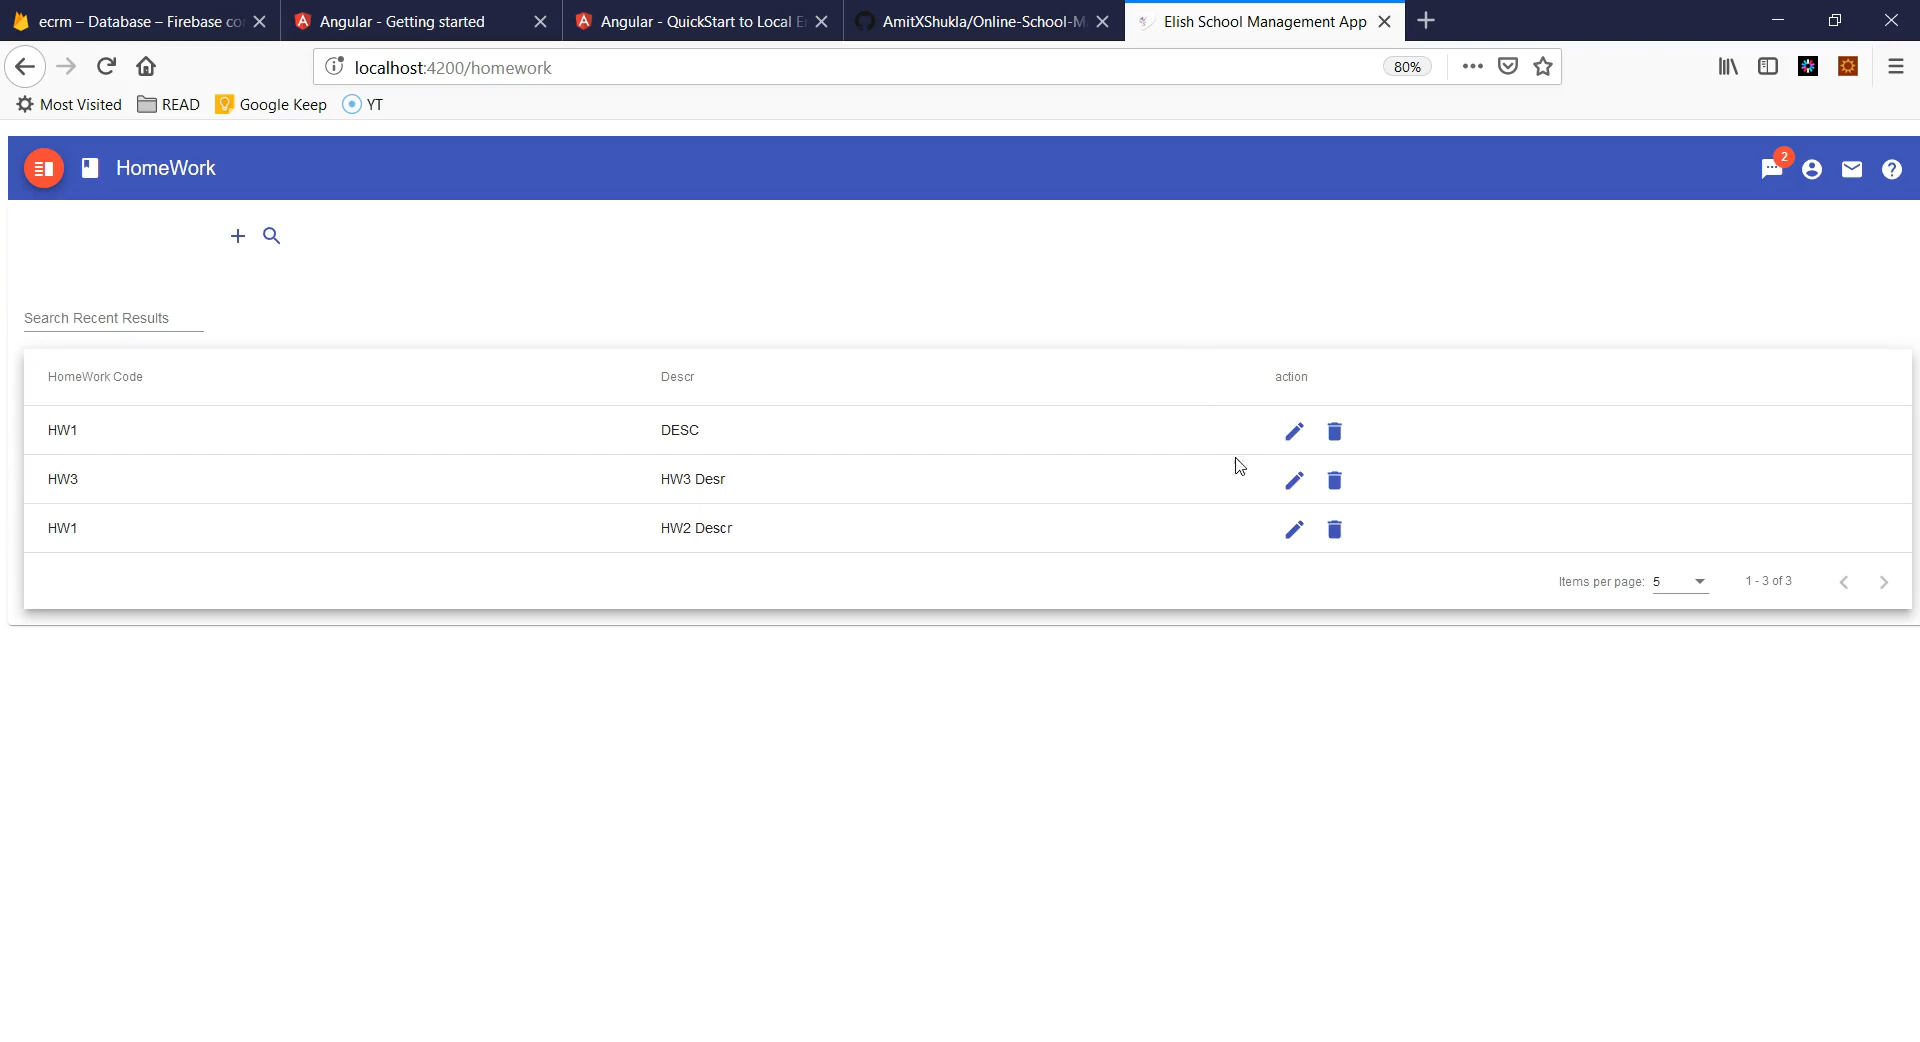 ecrm – Database – Firebase co
Angular - Getting started
Angular - QuickStart to Local E
AmitXShukla/Online-School-M
Elish School Management App
localhost:4200/homework
80%
Most Visited
READ
Google Keep
YT
HomeWork
2
Search Recent Results
HomeWork Code
Descr
action
HW1
DESC
HW3
HW3 Desr
HW1
HW2 Descr
Items per page:
5
1 - 3 of 3